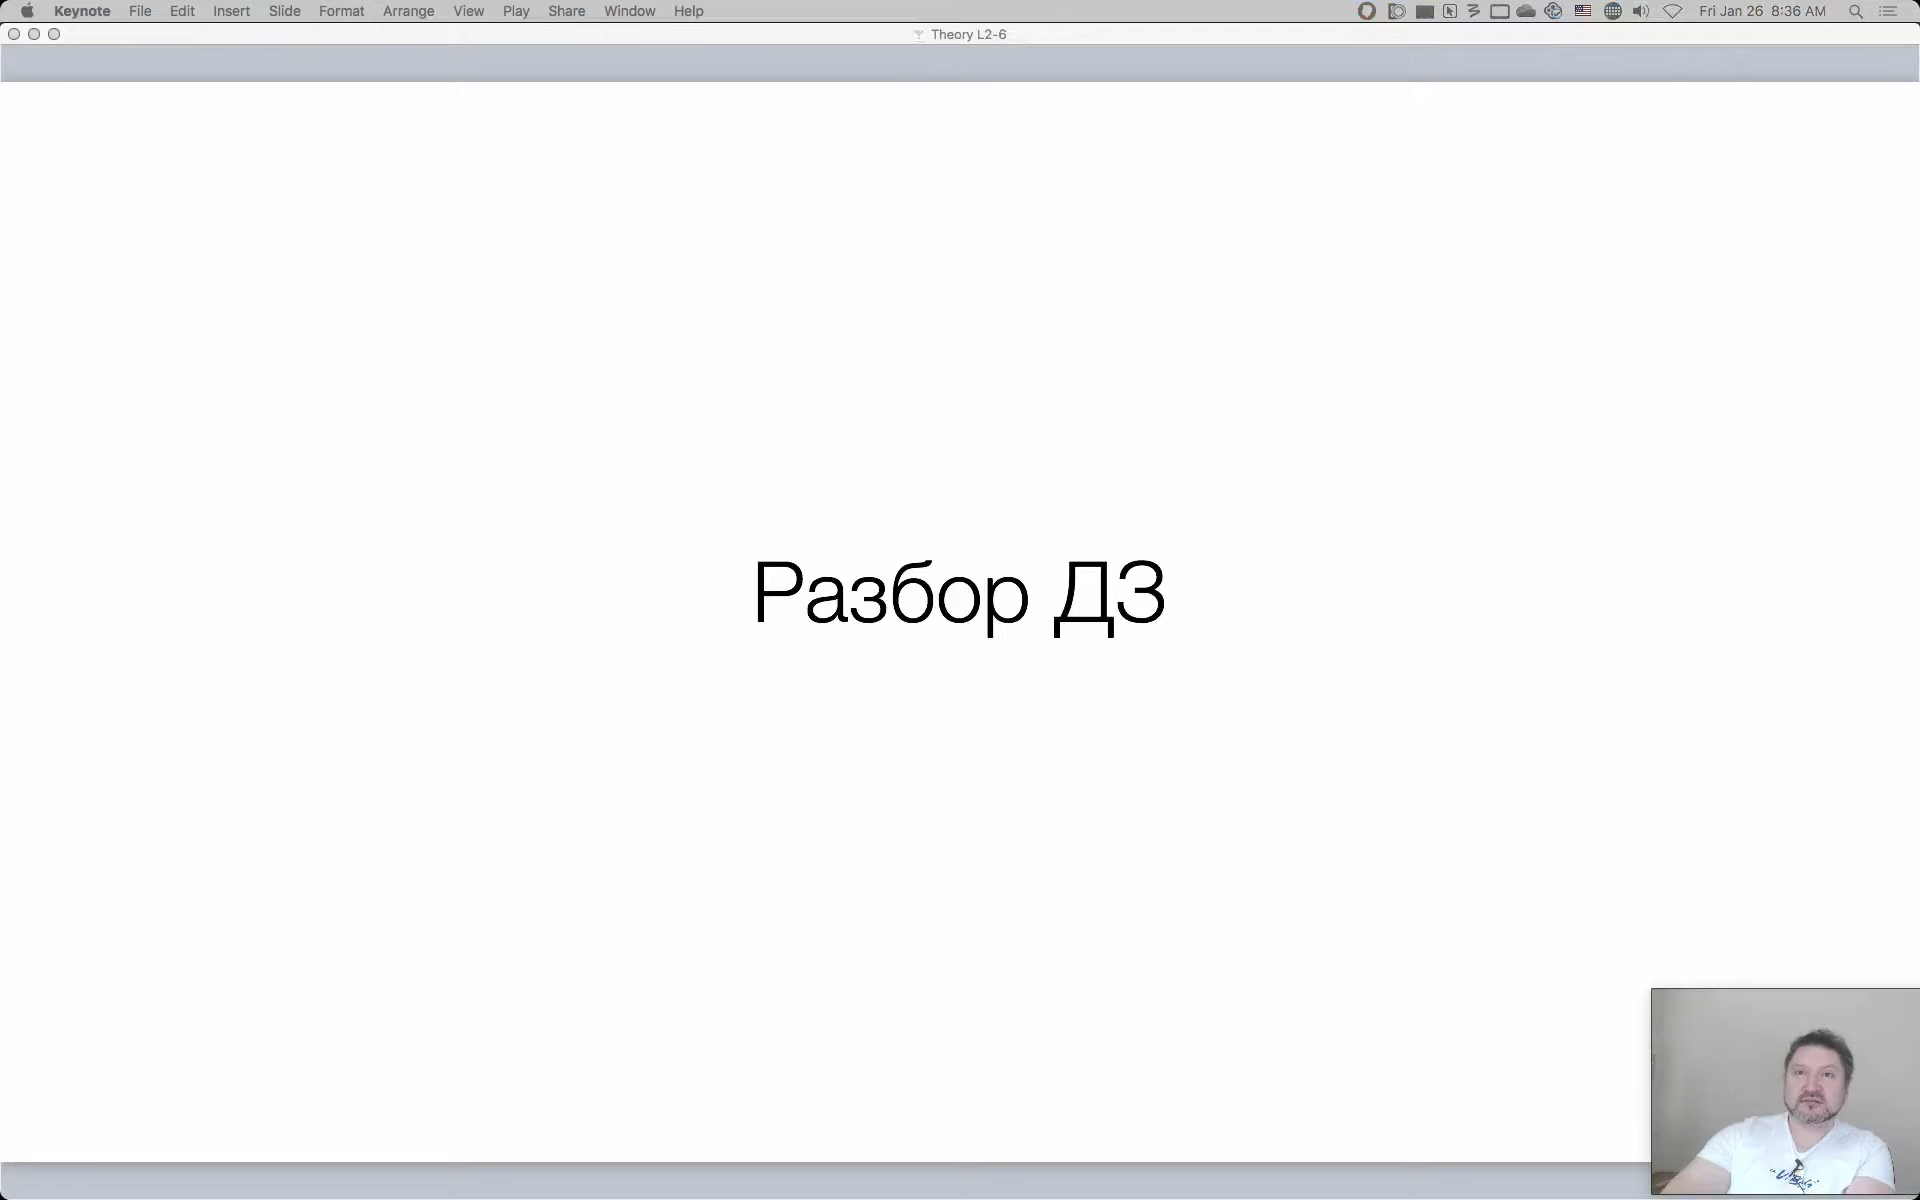 Keynote File Edit Insert Slide Format Arrange View Play Share Window Help Fri Jan 26 8:36 AM
Theory L2-6
Разбор ДЗ